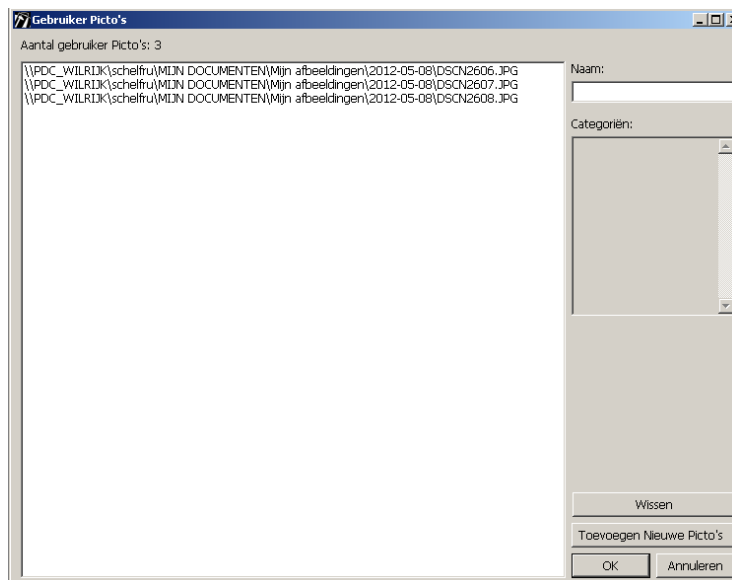 Gebruiker Picto's
Aantal gebruiker Picto's: 3
\\PDC_WILRIJK\schelfru\MIJN DOCUMENTEN\Mijn afbeeldingen\2012-05-08\DSCN2606.JPG
\\PDC_WILRIJK\schelfru\MIJN DOCUMENTEN\Mijn afbeeldingen\2012-05-08\DSCN2607.JPG
\\PDC_WILRIJK\schelfru\MIJN DOCUMENTEN\Mijn afbeeldingen\2012-05-08\DSCN2608.JPG
Naam:
Categoriën:
Wissen
Toevoegen Nieuwe Picto's
OK
Annuleren